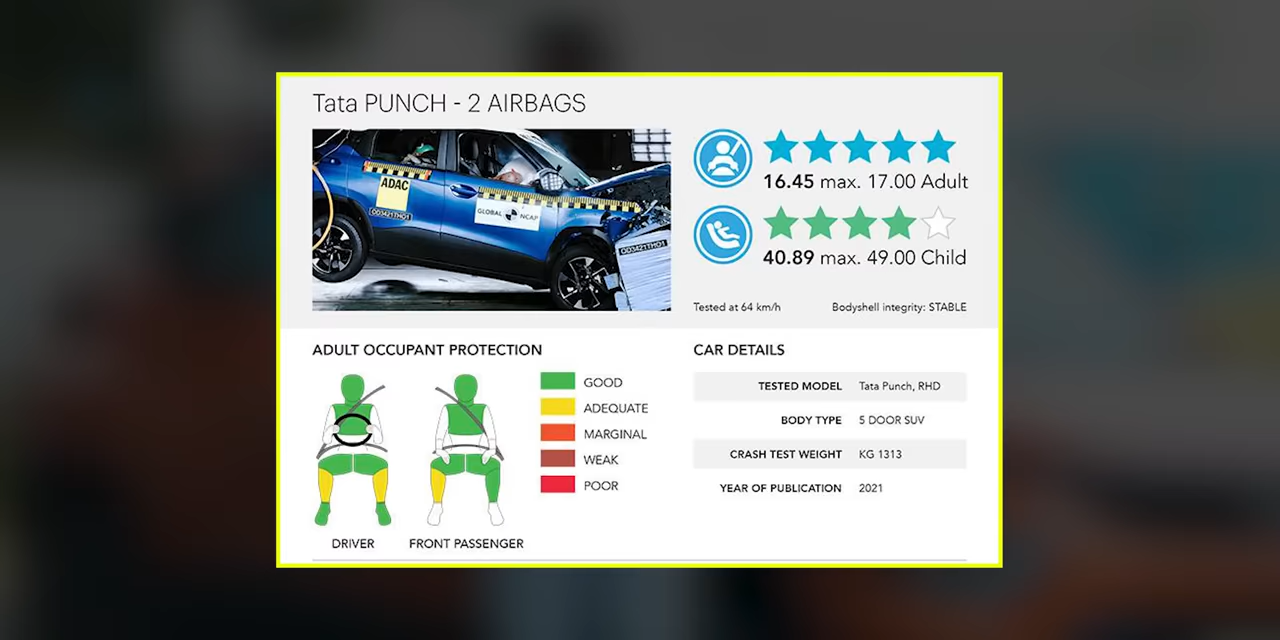 Tata PUNCH - 2 AIRBAGS
ADAC
OD3421TH01
GLOBAL NCAP
OD3421TH01
16.45 max. 17.00 Adult
40.89 max. 49.00 Child
Tested at 64 km/h
Bodyshell integrity: STABLE
ADULT OCCUPANT PROTECTION
GOOD
ADEQUATE
MARGINAL
WEAK
POOR
DRIVER
FRONT PASSENGER
CAR DETAILS
TESTED MODEL Tata Punch, RHD
BODY TYPE 5 DOOR SUV
CRASH TEST WEIGHT KG 1313
YEAR OF PUBLICATION 2021